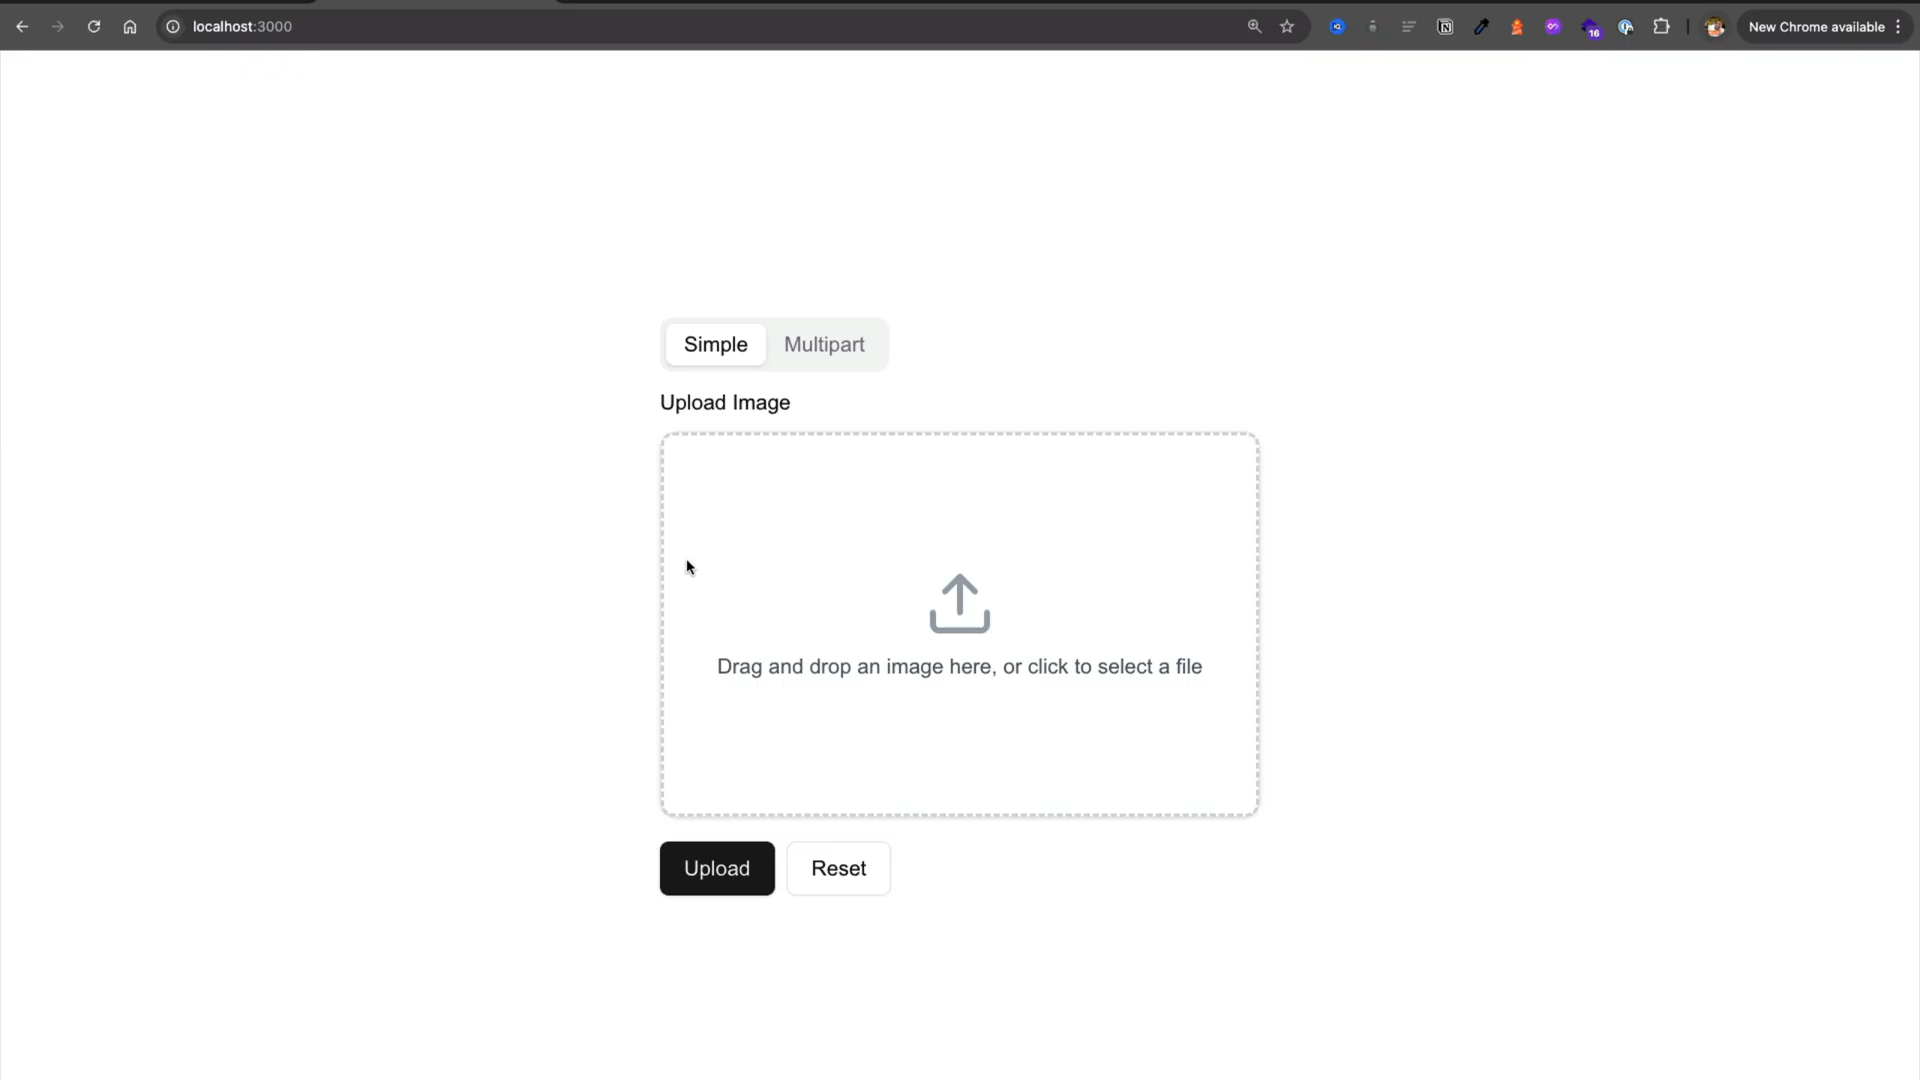 localhost:3000
16
New Chrome available
Simple Multipart
Upload Image
Drag and drop an image here, or click to select a file
Upload Reset